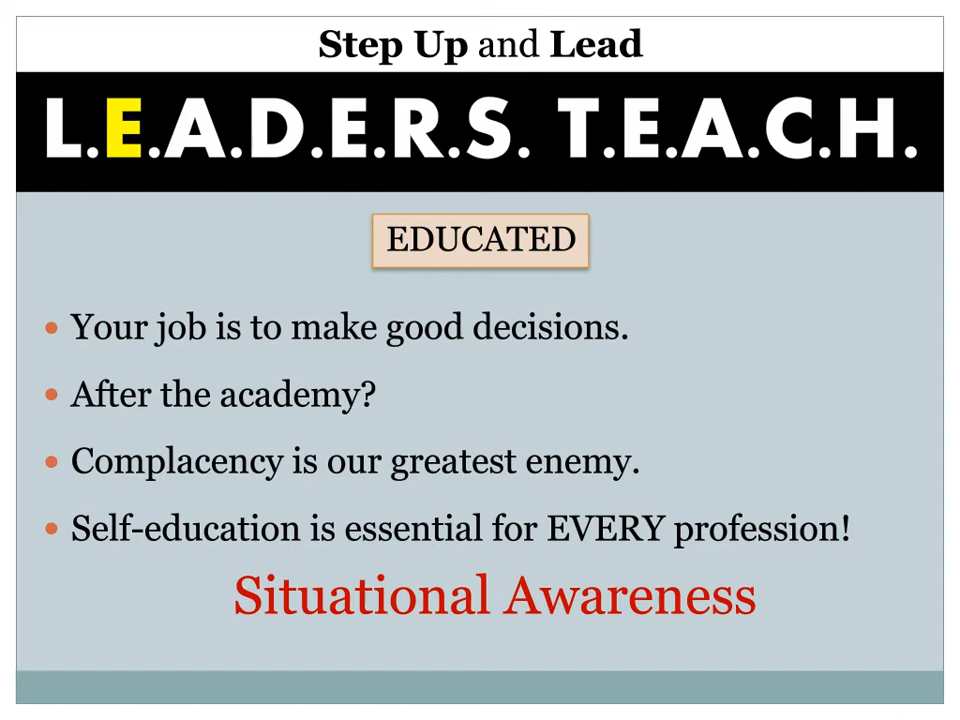 Step Up and Lead
L.E.A.D.E.R.S. T.E.A.C.H.
EDUCATED
• Your job is to make good decisions.
• After the academy?
• Complacency is our greatest enemy.
• Self-education is essential for EVERY profession!
Situational Awareness